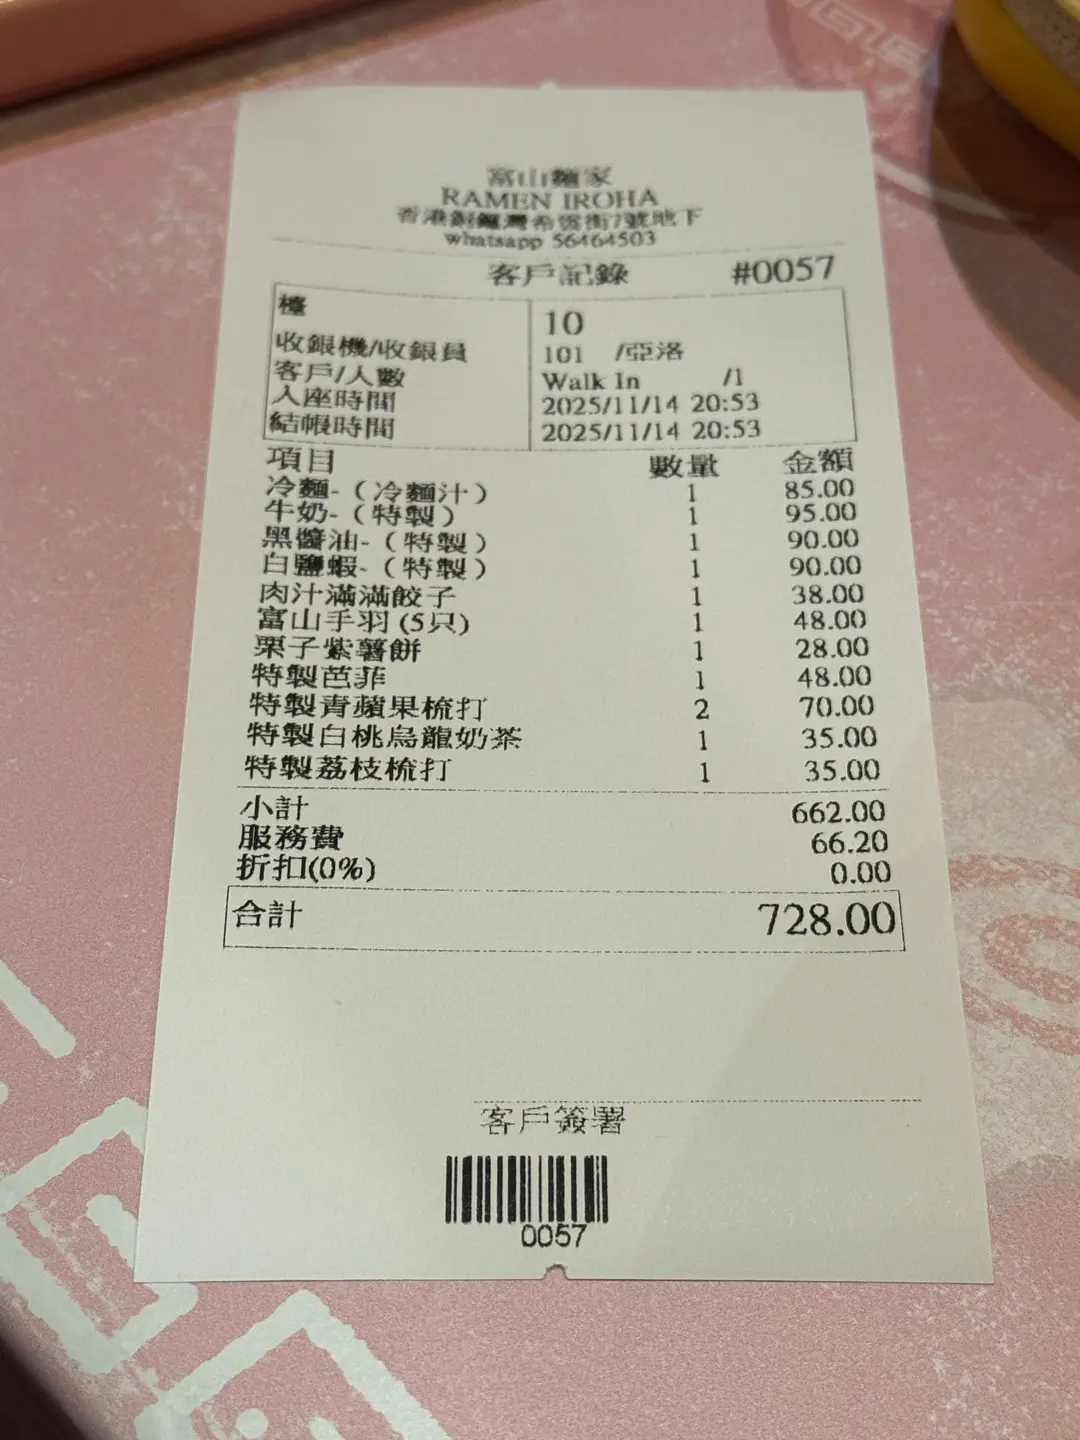 富山麵家
RAMEN IROHA
香港銅鑼灣希雲街7號地下
whatsapp 56464503
客戶記錄 #0057
檯 10
收銀機/收銀員 101 /亞洛
客戶/人數 Walk In /1
入座時間 2025/11/14 20:53
結帳時間 2025/11/14 20:53
項目 數量 金額
冷麵-（冷麵汁） 1 85.00
牛奶-（特製） 1 95.00
黑醬油-（特製） 1 90.00
白鹽蝦-（特製） 1 90.00
肉汁滿滿餃子 1 38.00
富山手羽 (5只) 1 48.00
栗子紫薯餅 1 28.00
特製芭菲 1 48.00
特製青蘋果梳打 2 70.00
特製白桃烏龍奶茶 1 35.00
特製荔枝梳打 1 35.00
小計 662.00
服務費 66.20
折扣(0%) 0.00
合計 728.00
客戶簽署
0057